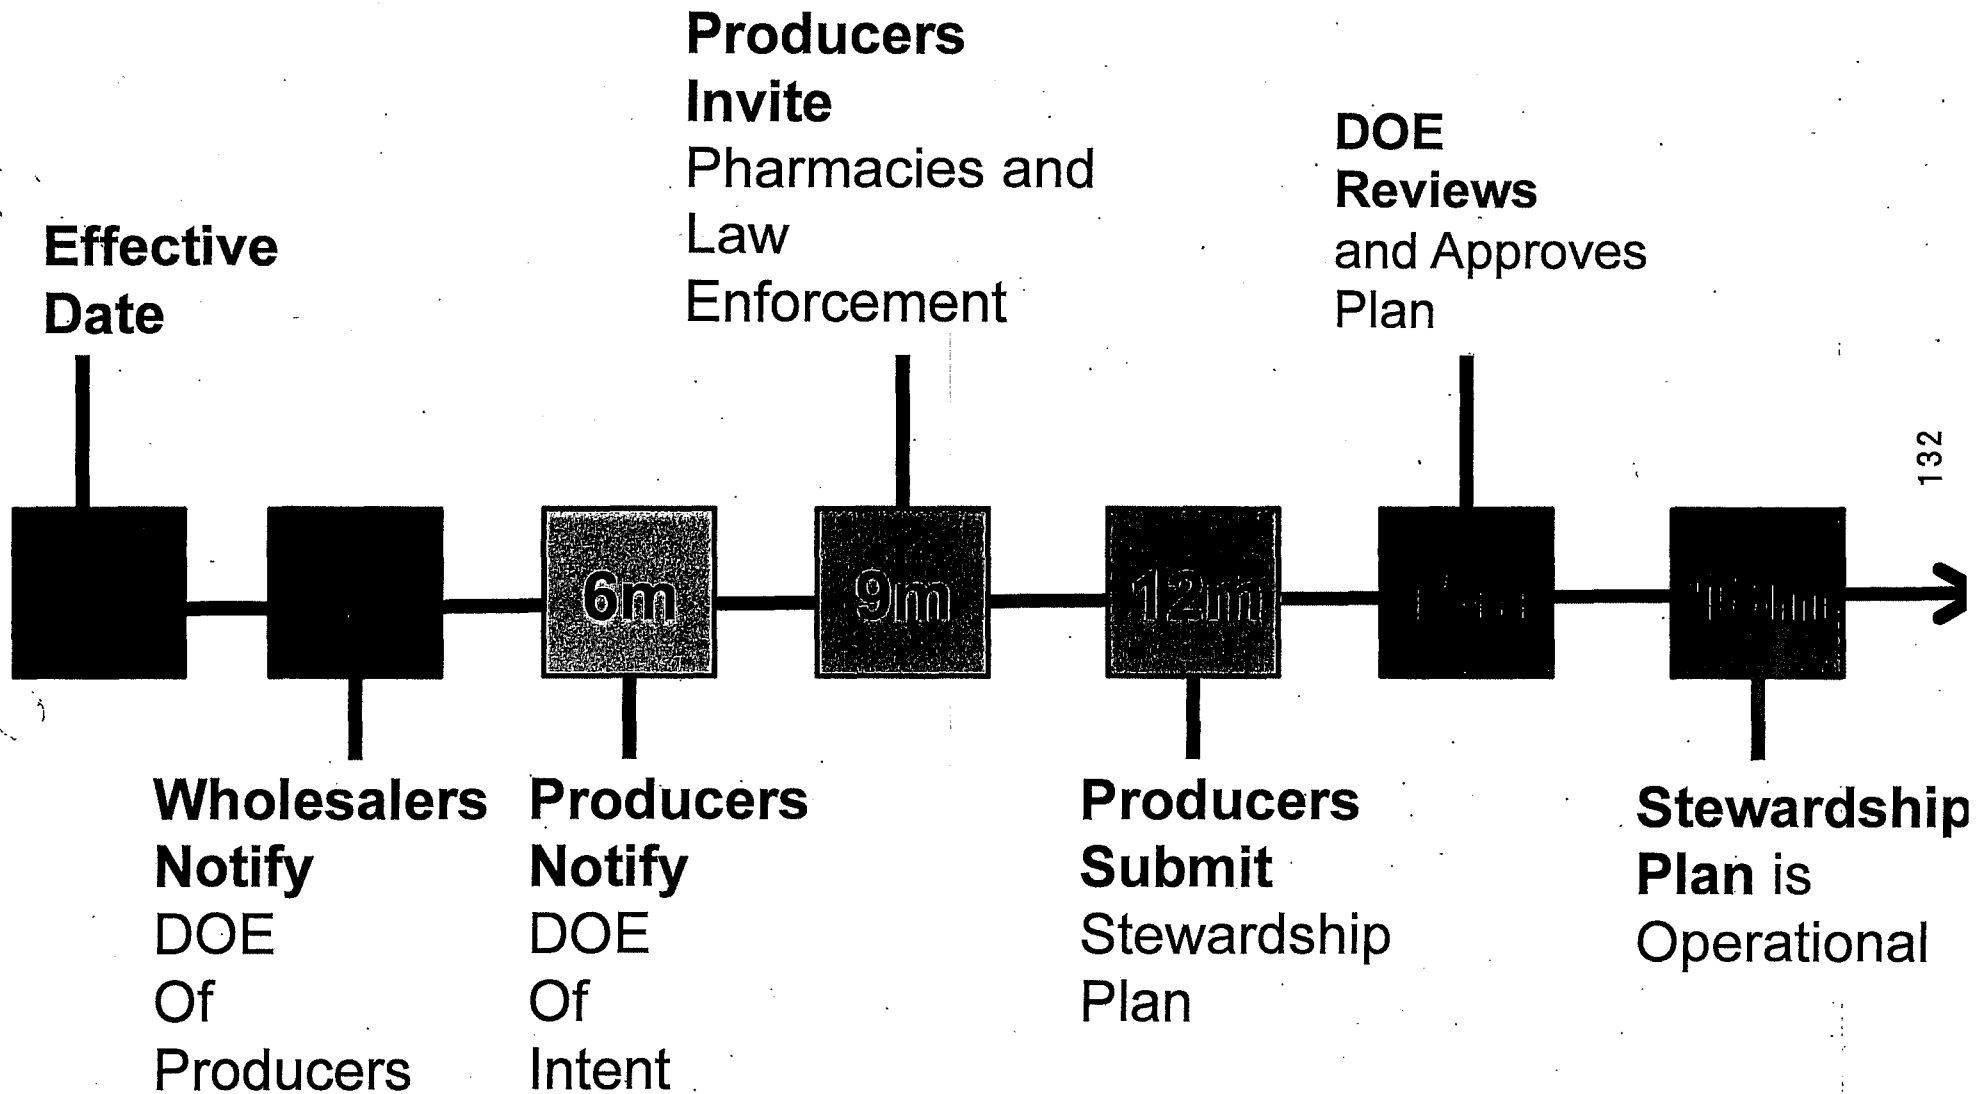 Effective
Date
Wholesalers
Notify
DOE
Of
Producers
6m
Producers
Notify
DOE
Of
Intent
Producers
Invite
Pharmacies and
Law
Enforcement
9m
12m
Producers
Submit
Stewardship
Plan
DOE
Reviews
and Approves
Plan
Stewardship
Plan is
Operational
132